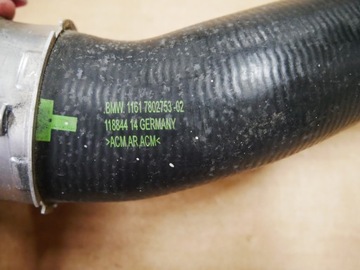 .BMW. 1161 7802753-02
118844 14 GERMANY
>ACM,AR,ACM<